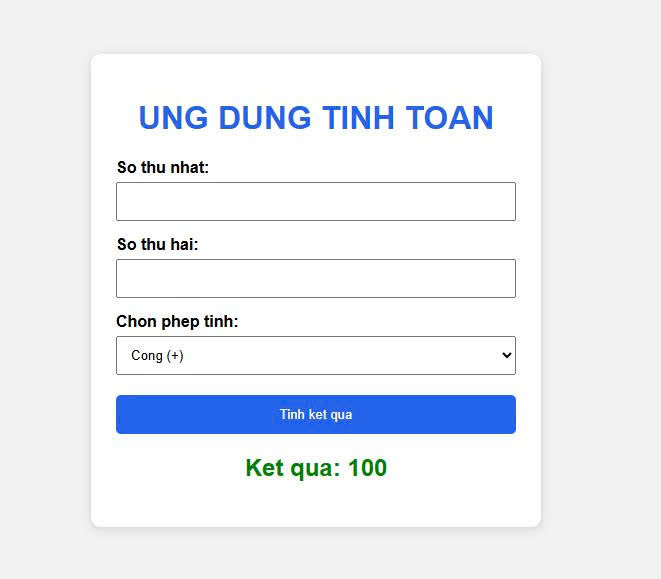 UNG DUNG TINH TOAN
So thu nhat:
So thu hai:
Chon phep tinh:
Cong (+)
Tinh ket qua
Ket qua: 100